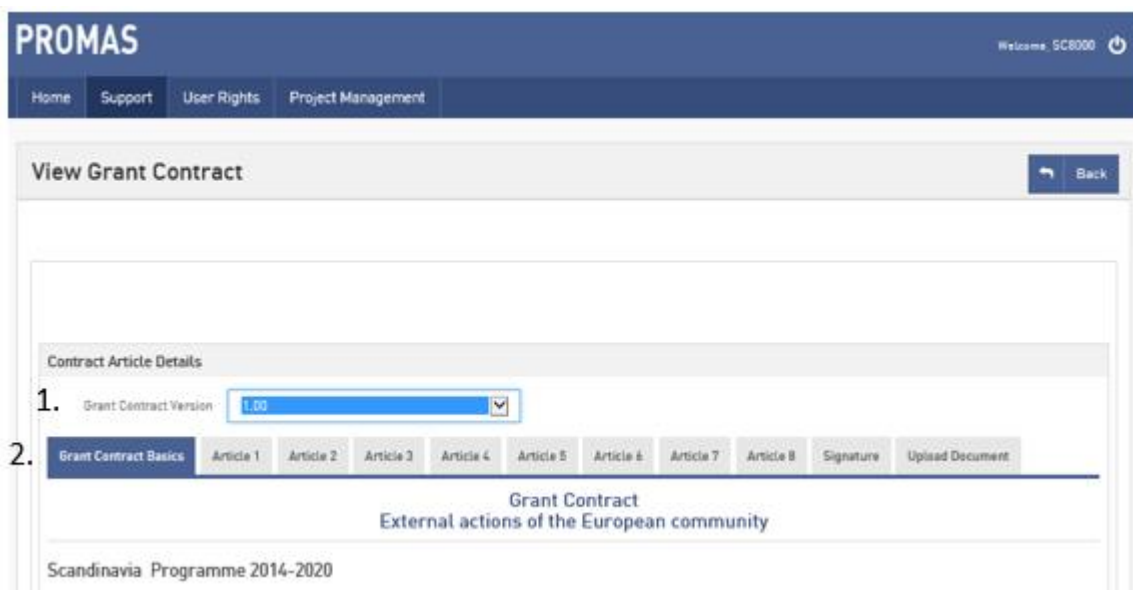 PROMAS
Welcome, SC8000
Home Support User Rights Project Management
View Grant Contract
Back
Contract Article Details
1. Grant Contract Version 1.00
2. Grant Contract Basics Article 1 Article 2 Article 3 Article 4 Article 5 Article 6 Article 7 Article 8 Signature Upload Document
Grant Contract
External actions of the European community
Scandinavia Programme 2014-2020